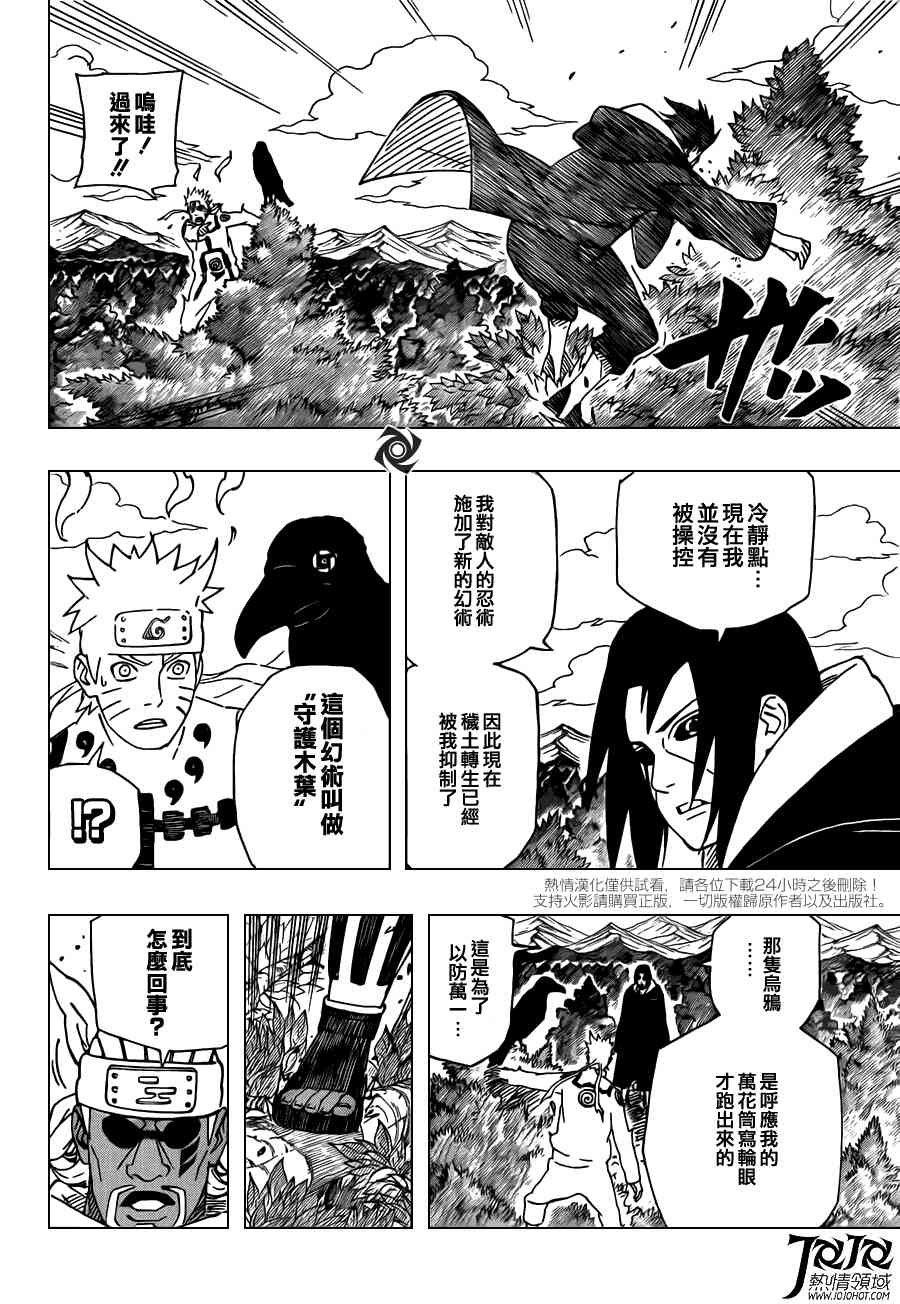 嗚哇！
過來了!!
ザッ
冷靜點…
現在我
並沒有
被操控
我對敵人的忍術
施加了新的幻術
因此現在
穢土轉生已經
被我抑制了
這個幻術叫做
“守護木葉”
!?
熱情漢化僅供試看，請各位下載24小時之後刪除！
支持火影請購買正版，一切版權歸原作者以及出版社。
那隻烏鴉
……
是呼應我的
萬花筒寫輪眼
才跑出來的
這是為了
以防萬一…
到底
怎麼回事？
JOJO
熱情領域
WWW.JOJOHOT.COM